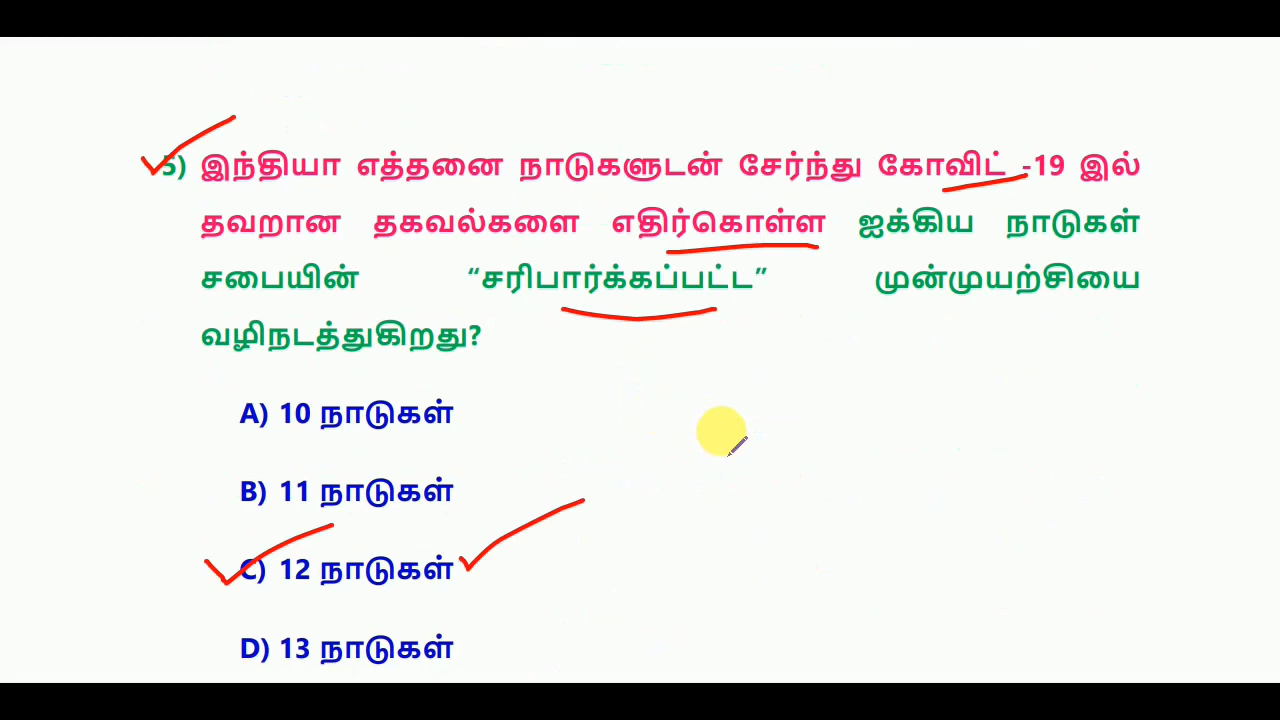 5) இந்தியா எத்தனை நாடுகளுடன் சேர்ந்து கோவிட் -19 இல்
தவறான தகவல்களை எதிர்கொள்ள ஐக்கிய நாடுகள்
சபையின் “சரிபார்க்கப்பட்ட” முன்முயற்சியை
வழிநடத்துகிறது?
A) 10 நாடுகள்
B) 11 நாடுகள்
C) 12 நாடுகள்
D) 13 நாடுகள்